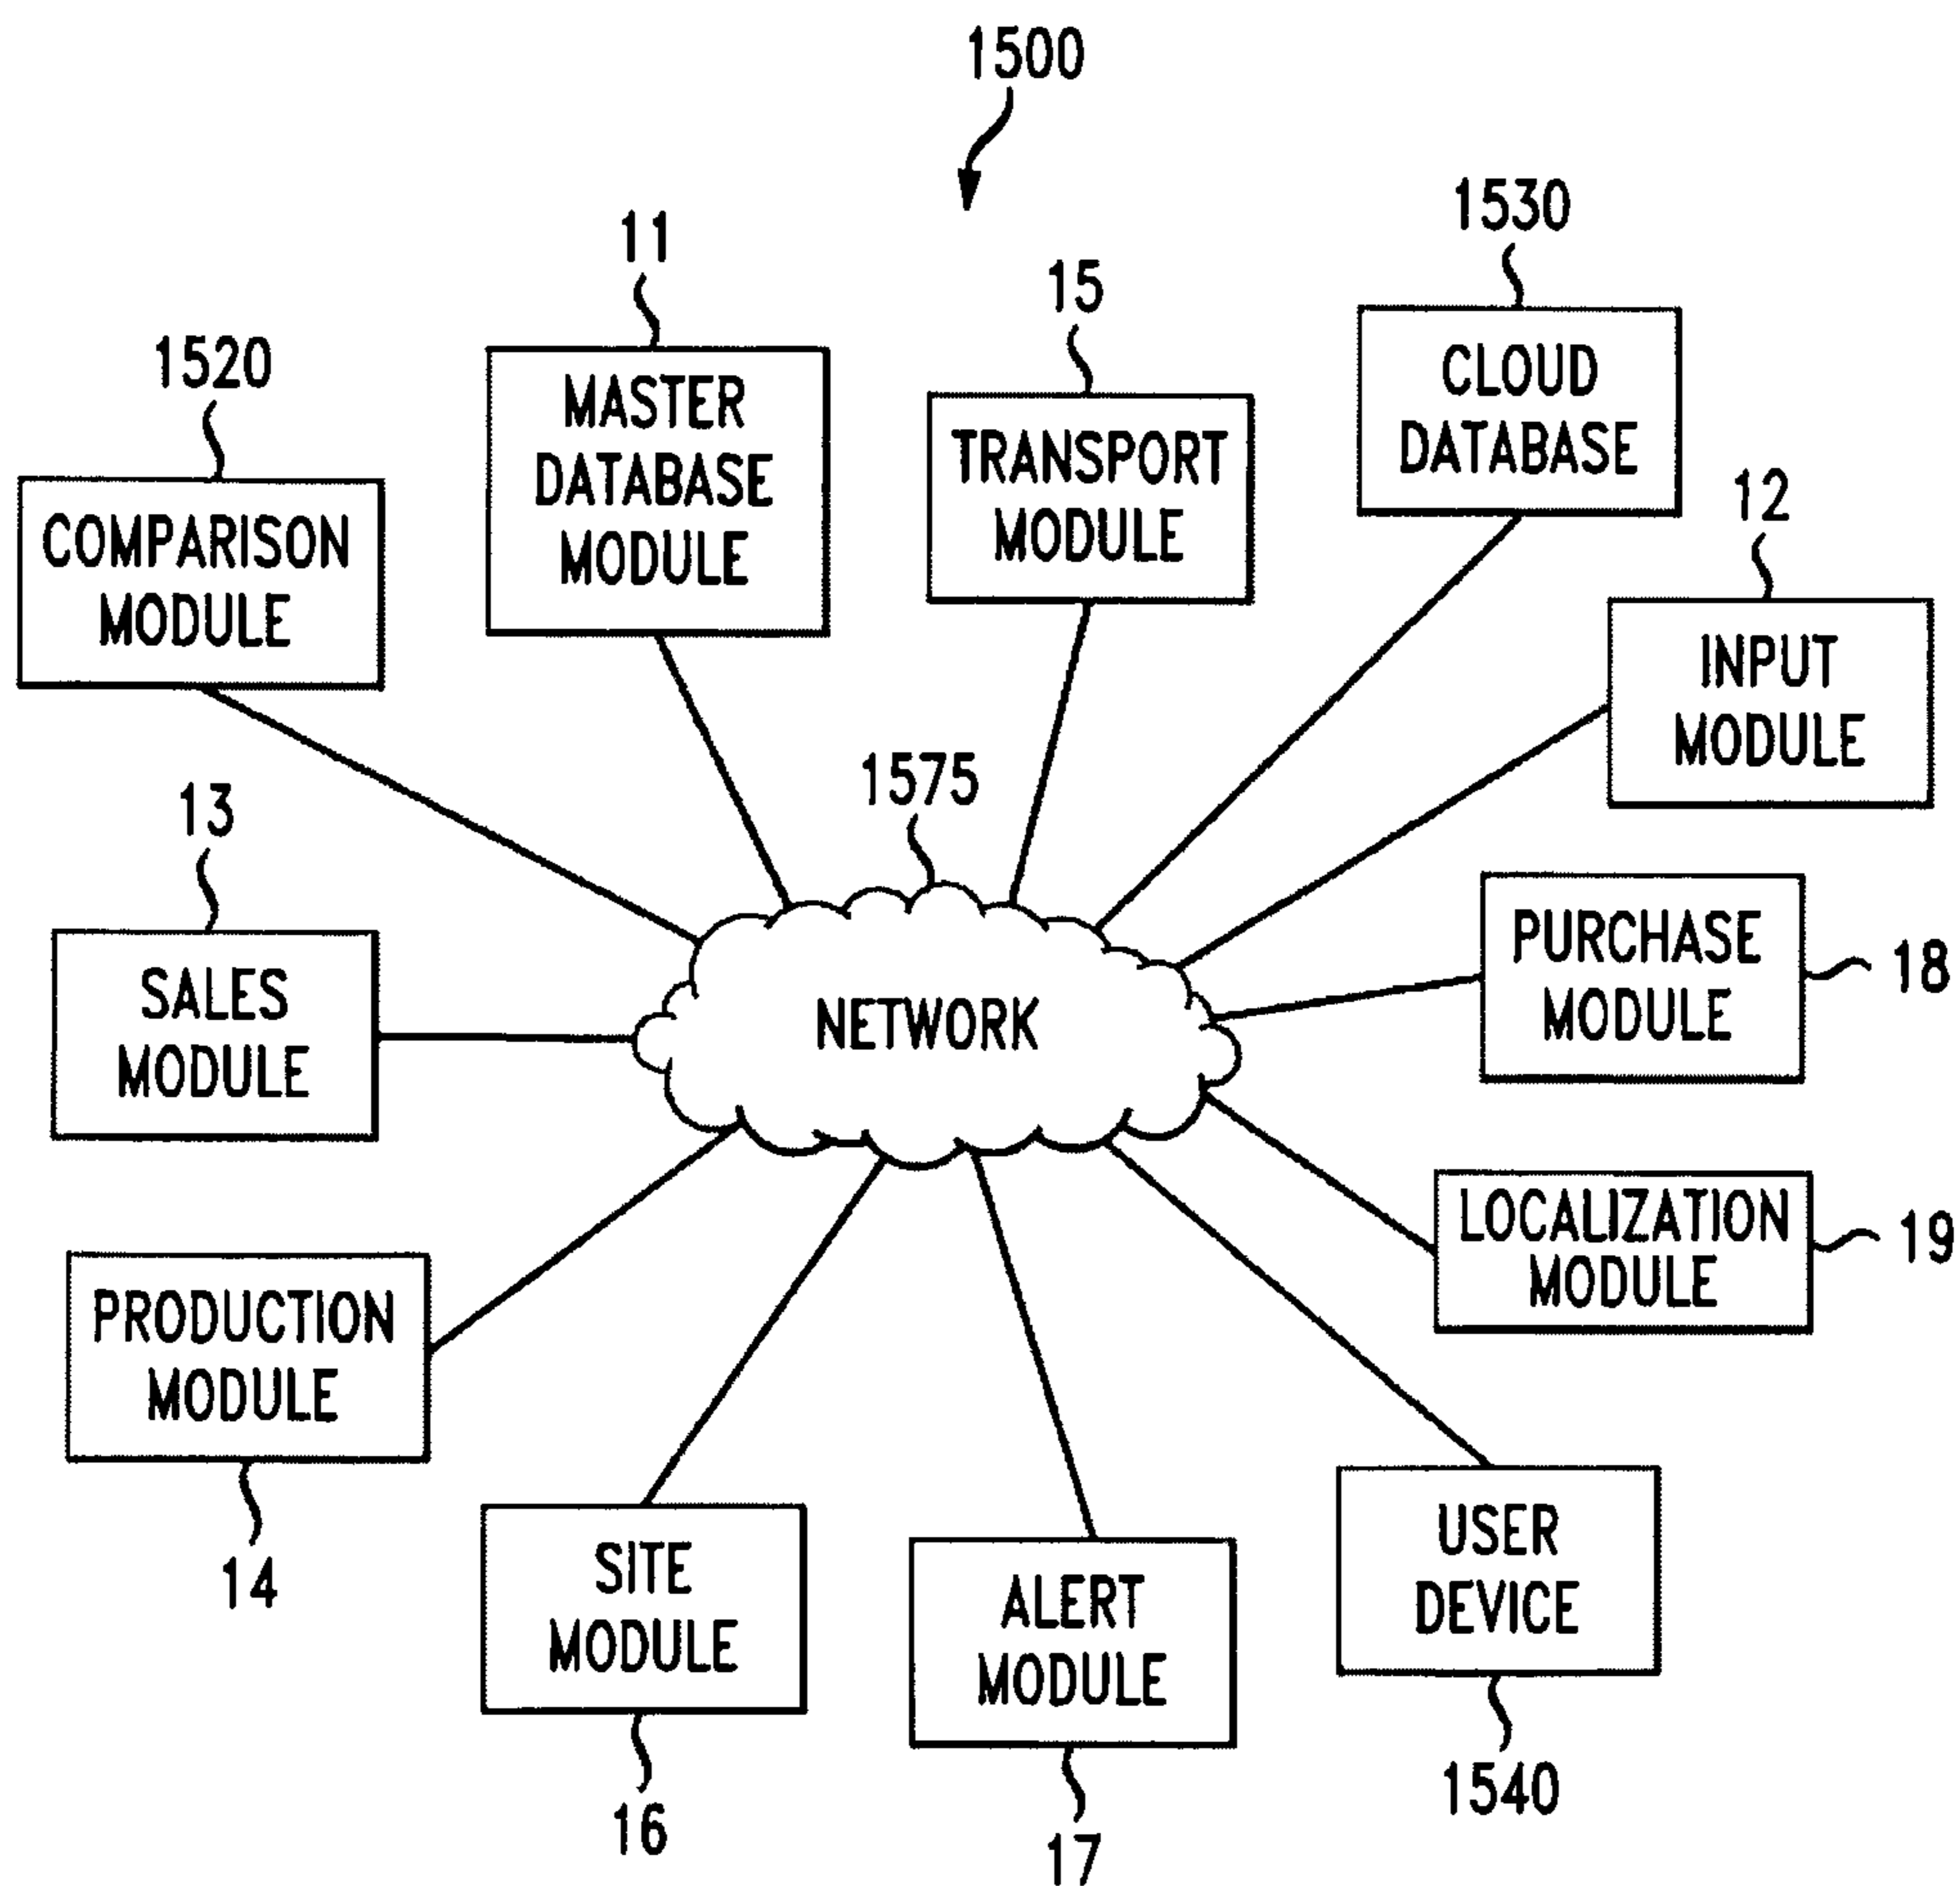 1500
1530
11
15
1520
CLOUD
DATABASE
MASTER
DATABASE
MODULE
TRANSPORT
MODULE
12
COMPARISON
MODULE
INPUT
MODULE
1575
13
PURCHASE
MODULE
18
SALES
MODULE
NETWORK
LOCALIZATION
MODULE
19
PRODUCTION
MODULE
14
SITE
MODULE
16
ALERT
MODULE
17
USER
DEVICE
1540